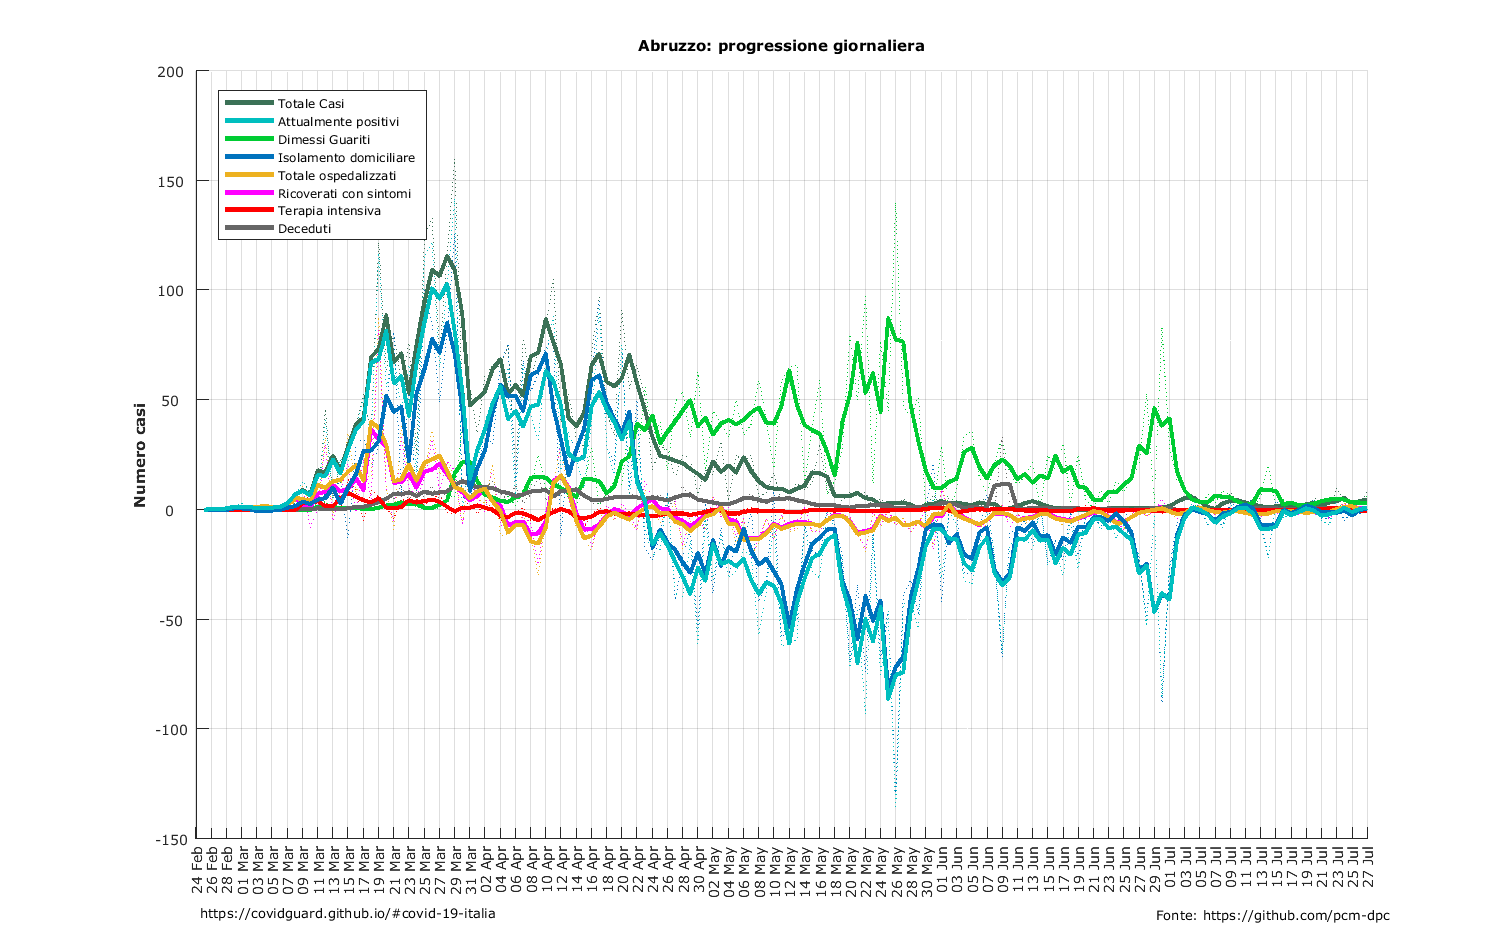 Abruzzo: progressione giornaliera
Numero casi
200
150
100
50
0
-50
-100
-150
Totale Casi
Attualmente positivi
Dimessi Guariti
Isolamento domiciliare
Totale ospedalizzati
Ricoverati con sintomi
Terapia intensiva
Deceduti
24 Feb
26 Feb
28 Feb
01 Mar
03 Mar
05 Mar
07 Mar
09 Mar
11 Mar
13 Mar
15 Mar
17 Mar
19 Mar
21 Mar
23 Mar
25 Mar
27 Mar
29 Mar
31 Mar
02 Apr
04 Apr
06 Apr
08 Apr
10 Apr
12 Apr
14 Apr
16 Apr
18 Apr
20 Apr
22 Apr
24 Apr
26 Apr
28 Apr
30 Apr
02 May
04 May
06 May
08 May
10 May
12 May
14 May
16 May
18 May
20 May
22 May
24 May
26 May
28 May
30 May
01 Jun
03 Jun
05 Jun
07 Jun
09 Jun
11 Jun
13 Jun
15 Jun
17 Jun
19 Jun
21 Jun
23 Jun
25 Jun
27 Jun
29 Jun
01 Jul
03 Jul
05 Jul
07 Jul
09 Jul
11 Jul
13 Jul
15 Jul
17 Jul
19 Jul
21 Jul
23 Jul
25 Jul
27 Jul
https://covidguard.github.io/#covid-19-italia
Fonte: https://github.com/pcm-dpc